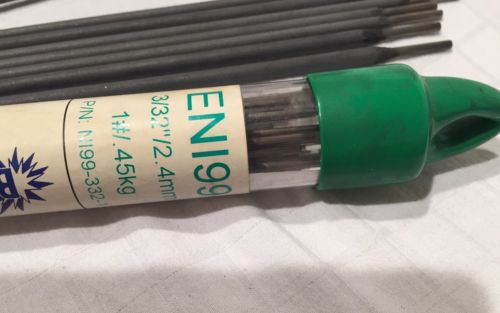 ENI99
3/32"/2.4mm
1#/.45kg
P/N: NI99-332-